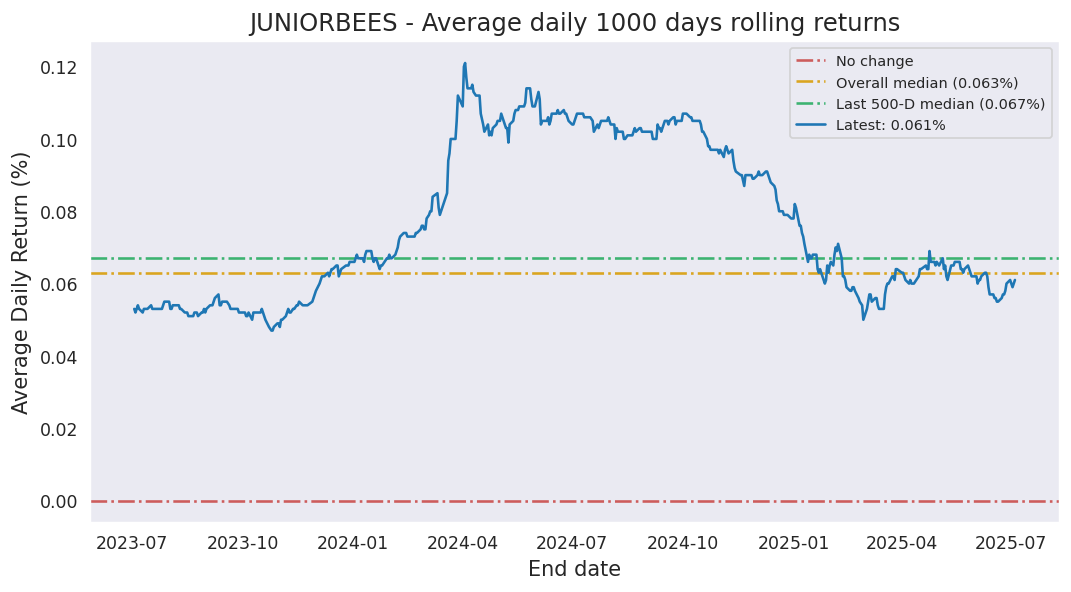 JUNIORBEES - Average daily 1000 days rolling returns
No change
Overall median (0.063%)
Last 500-D median (0.067%)
Latest: 0.061%
Average Daily Return (%)
0.12
0.10
0.08
0.06
0.04
0.02
0.00
2023-07 2023-10 2024-01 2024-04 2024-07 2024-10 2025-01 2025-04 2025-07
End date